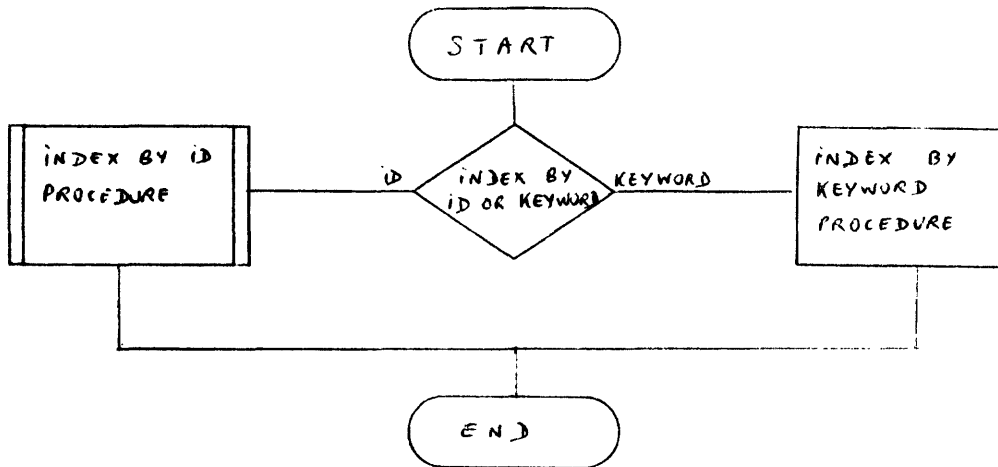 START
iNDEX BY iD
PROCEDURE
iD
iNDEX BY
iD OR KEYWORD
KEYWORD
iNDEX BY
KEYWORD
PROCEDURE
END